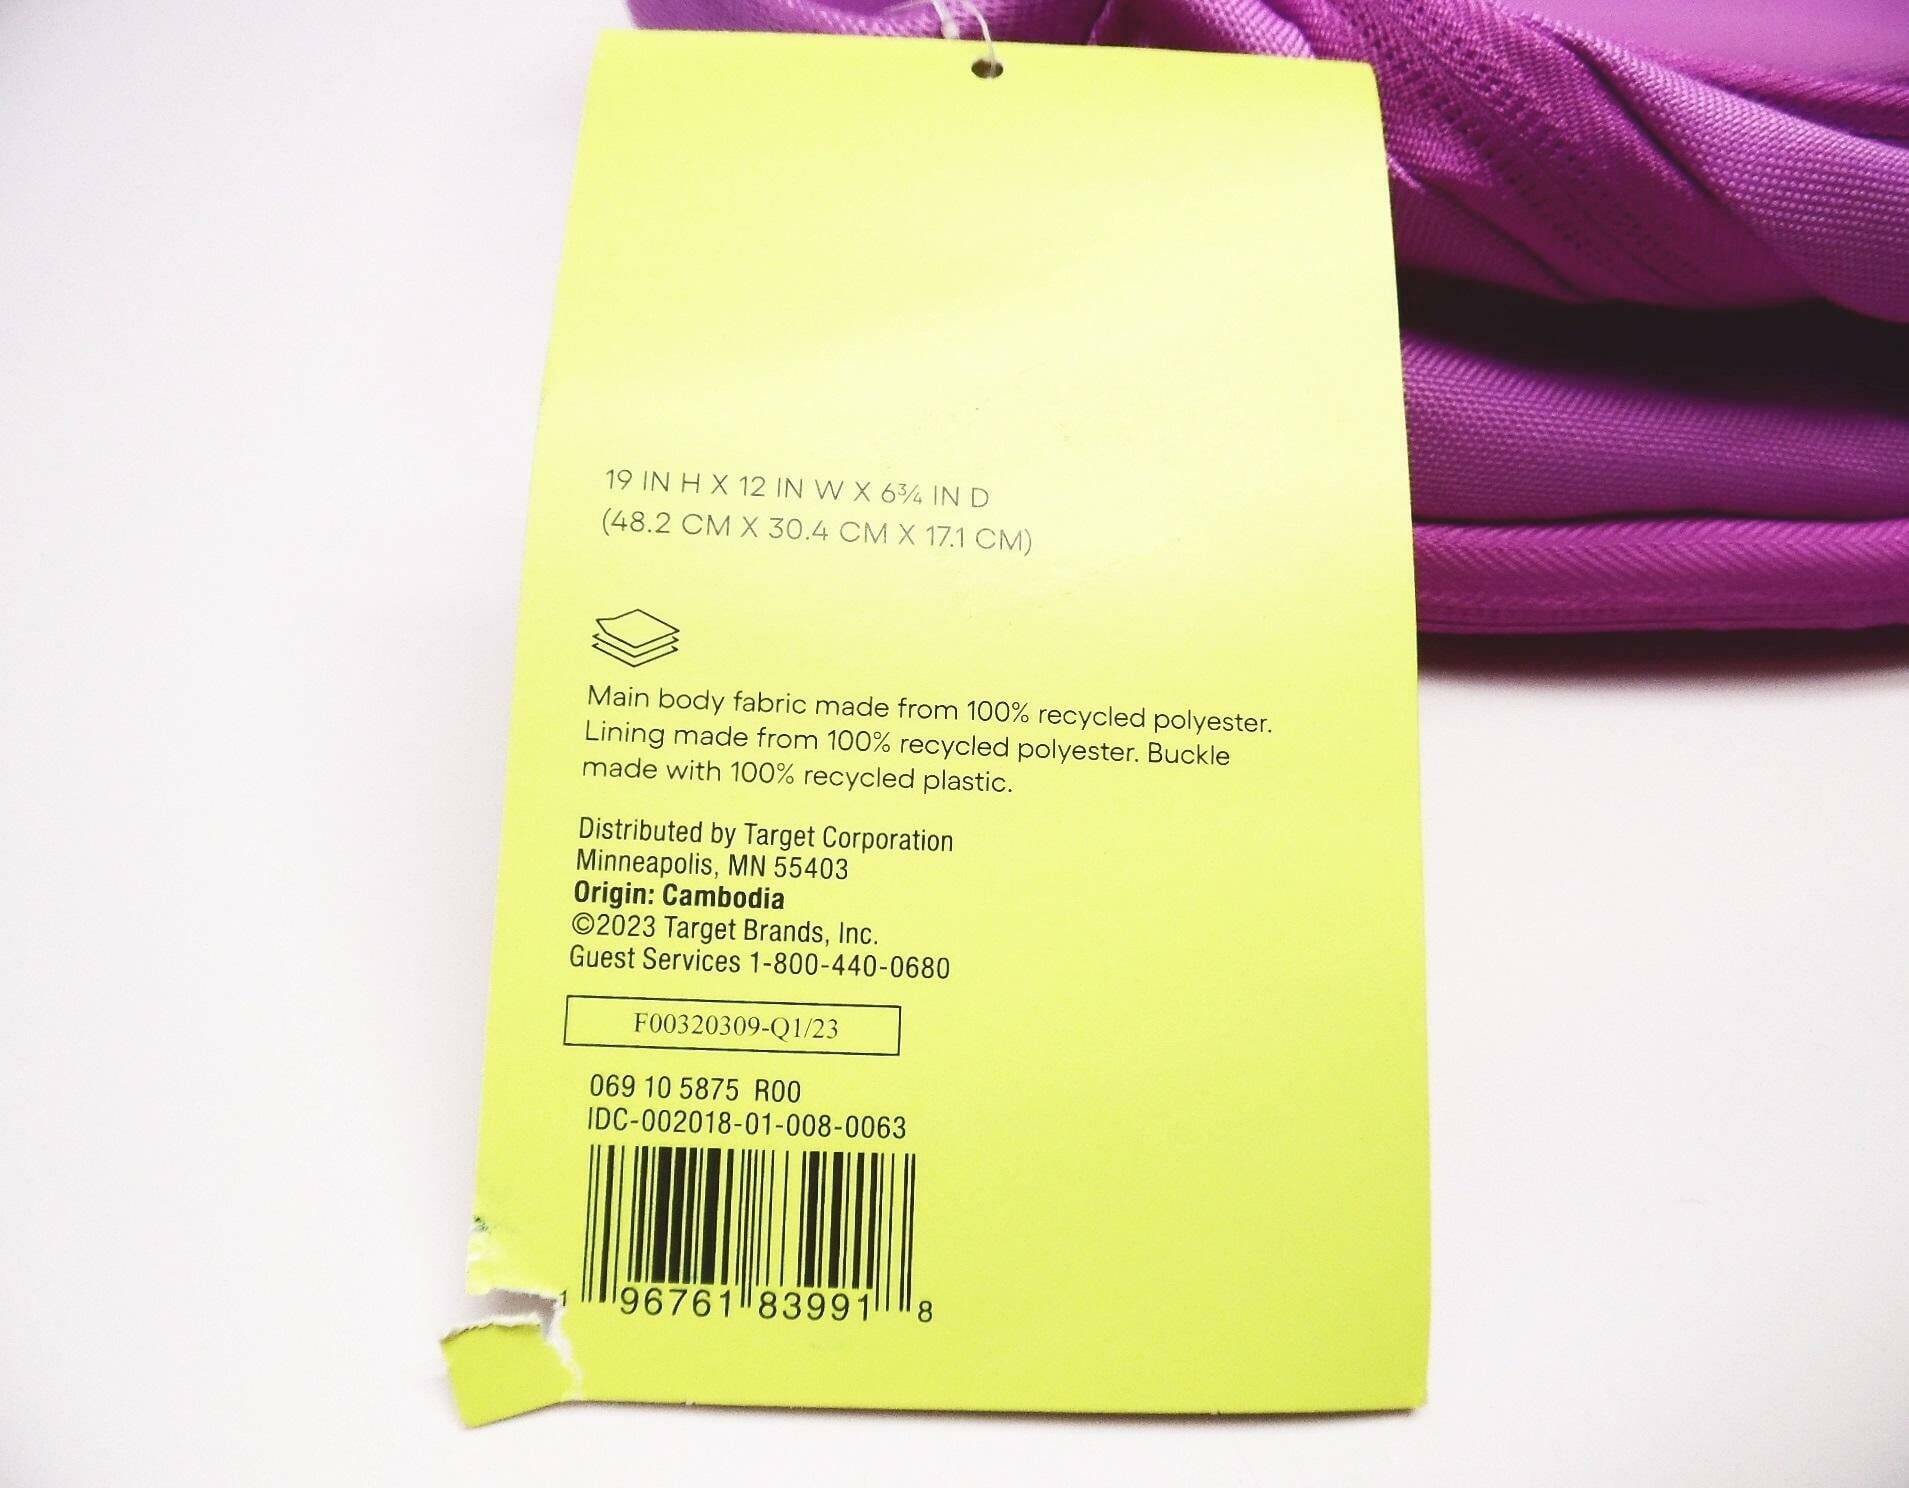 19 IN H X 12 IN W X 6¾ IN D
(48.2 CM X 30.4 CM X 17.1 CM)
Main body fabric made from 100% recycled polyester.
Lining made from 100% recycled polyester. Buckle
made with 100% recycled plastic.
Distributed by Target Corporation
Minneapolis, MN 55403
Origin: Cambodia
©2023 Target Brands, Inc.
Guest Services 1-800-440-0680
F00320309-Q1/23
069 10 5875 R00
IDC-002018-01-008-0063
1 96761 83991 8